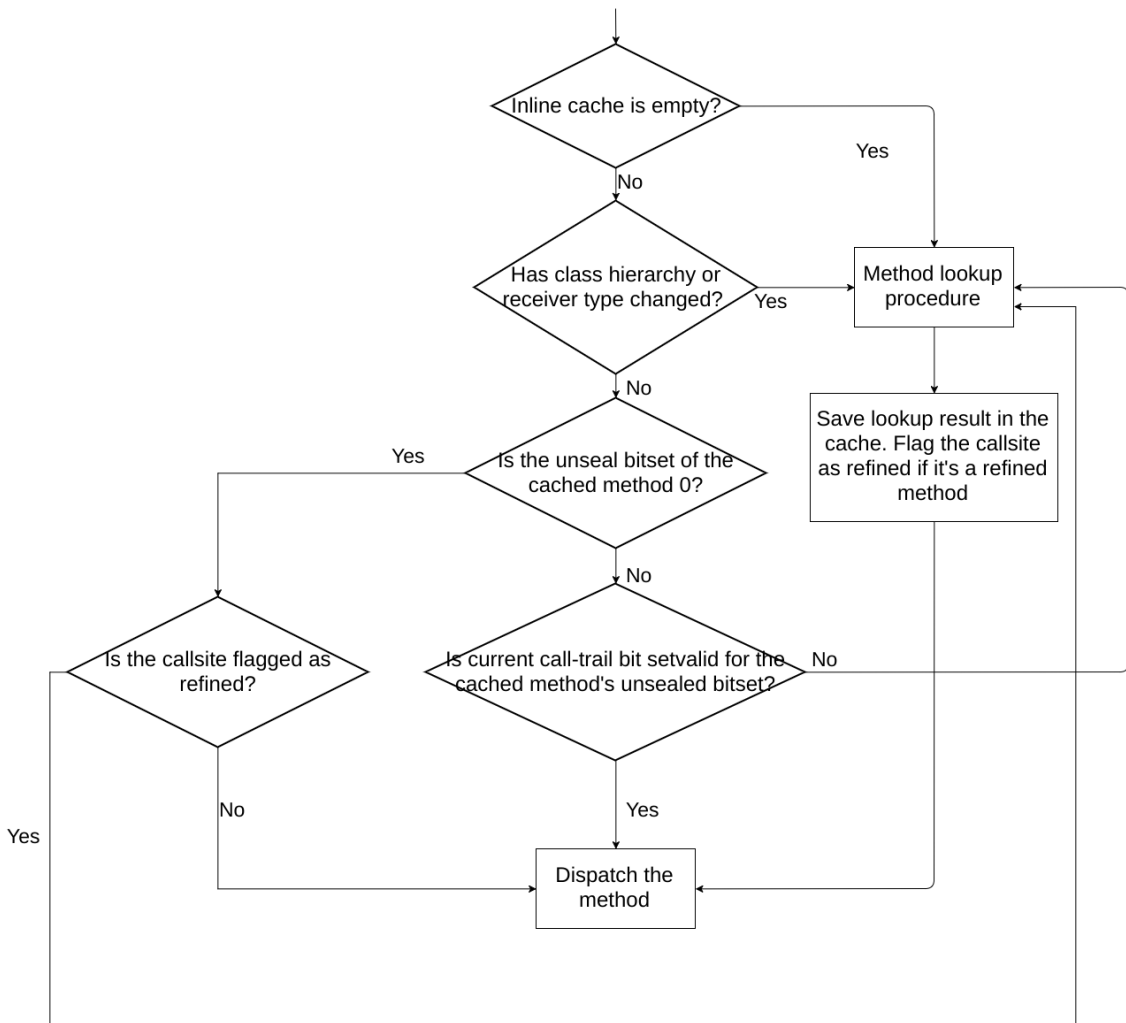 Inline cache is empty?
Yes
No
Has class hierarchy or
receiver type changed?
Yes
Method lookup
procedure
No
Save lookup result in the
cache. Flag the callsite
as refined if it's a refined
method
Is the unseal bitset of the
cached method 0?
Yes
No
Is the callsite flagged as
refined?
Is current call-trail bit setvalid for the
cached method's unsealed bitset?
No
No
Yes
Yes
Dispatch the
method